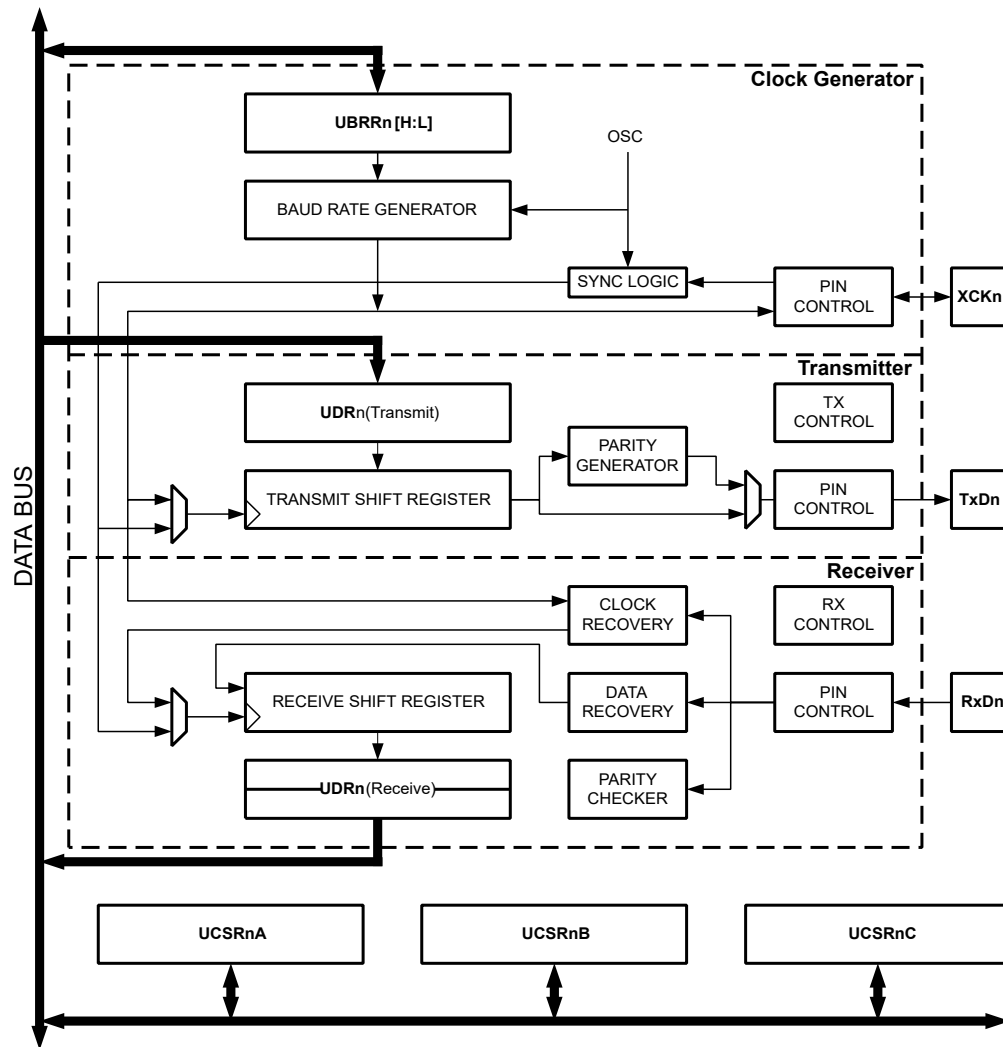 Clock Generator
UBRRn [H:L]
OSC
BAUD RATE GENERATOR
SYNC LOGIC
PIN
CONTROL
XCKn
Transmitter
UDRn(Transmit)
TX
CONTROL
PARITY
GENERATOR
TRANSMIT SHIFT REGISTER
PIN
CONTROL
TxDn
DATA BUS
Receiver
CLOCK
RECOVERY
RX
CONTROL
RECEIVE SHIFT REGISTER
DATA
RECOVERY
PIN
CONTROL
RxDn
UDRn(Receive)
PARITY
CHECKER
UCSRnA
UCSRnB
UCSRnC